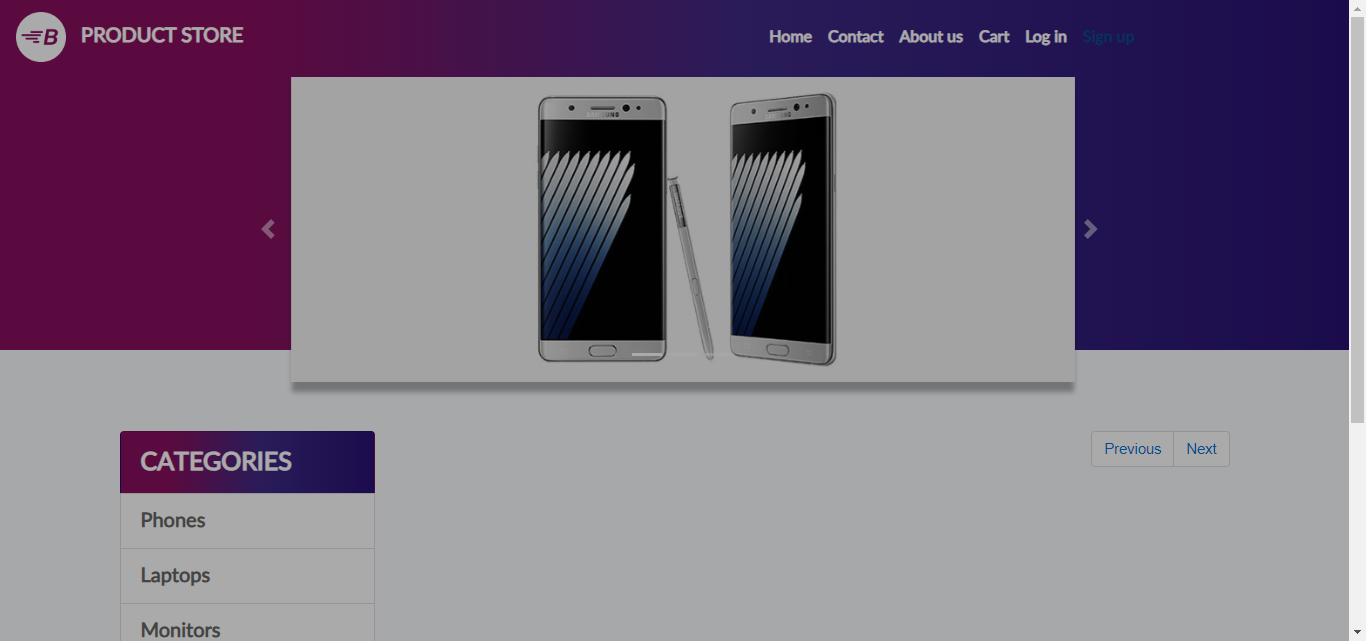 B PRODUCT STORE
Home Contact About us Cart Log in Sign up
SAMSUNG SAMSUNG
Previous Next
CATEGORIES
Phones
Laptops
Monitors